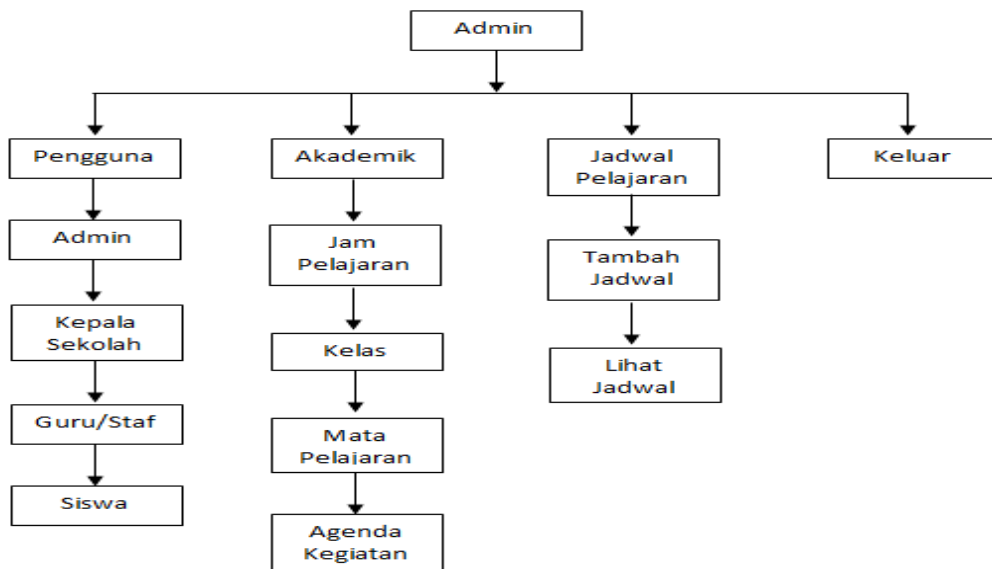 Admin
Pengguna
Admin
Kepala
Sekolah
Guru/Staf
Siswa
Akademik
Jam
Pelajaran
Kelas
Mata
Pelajaran
Agenda
Kegiatan
Jadwal
Pelajaran
Tambah
Jadwal
Lihat
Jadwal
Keluar